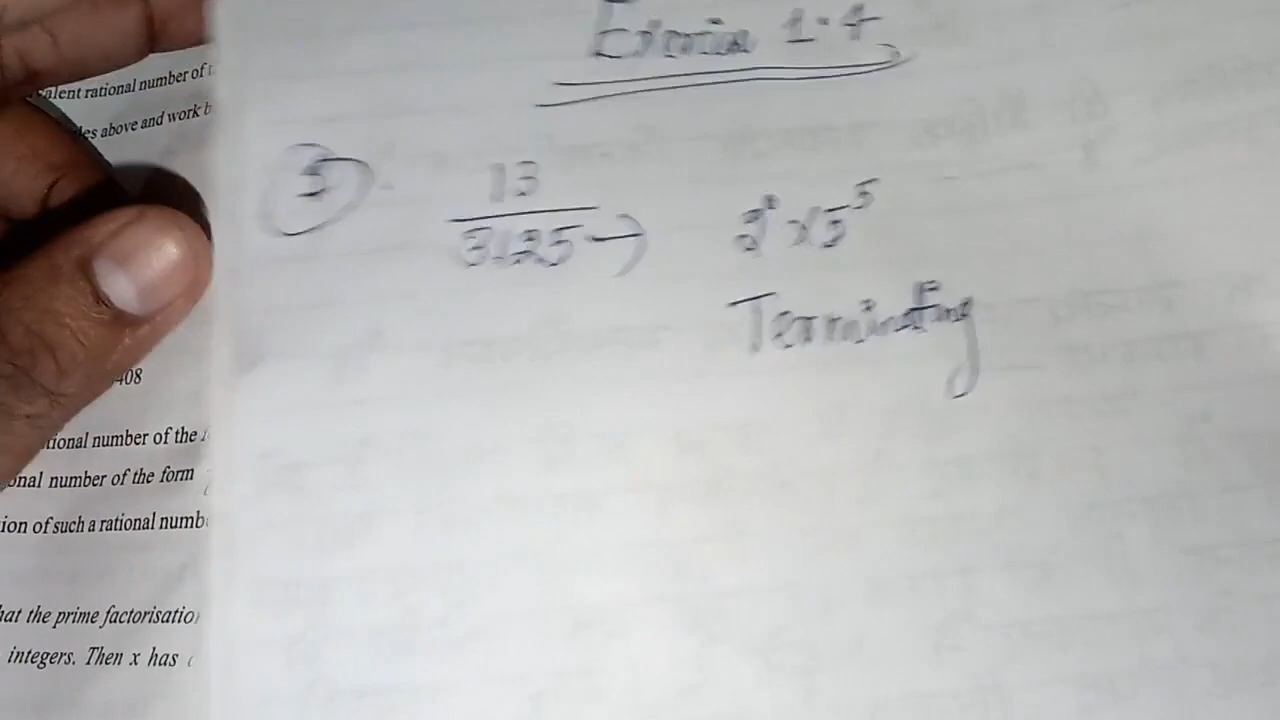 Exercise 1.4
valent rational number of t
les above and work b
5
13
3125 → 2⁰ x 5⁵
Terminating
408
tional number of the
onal number of the form
ion of such a rational numb
hat the prime factorisatio
integers. Then x has